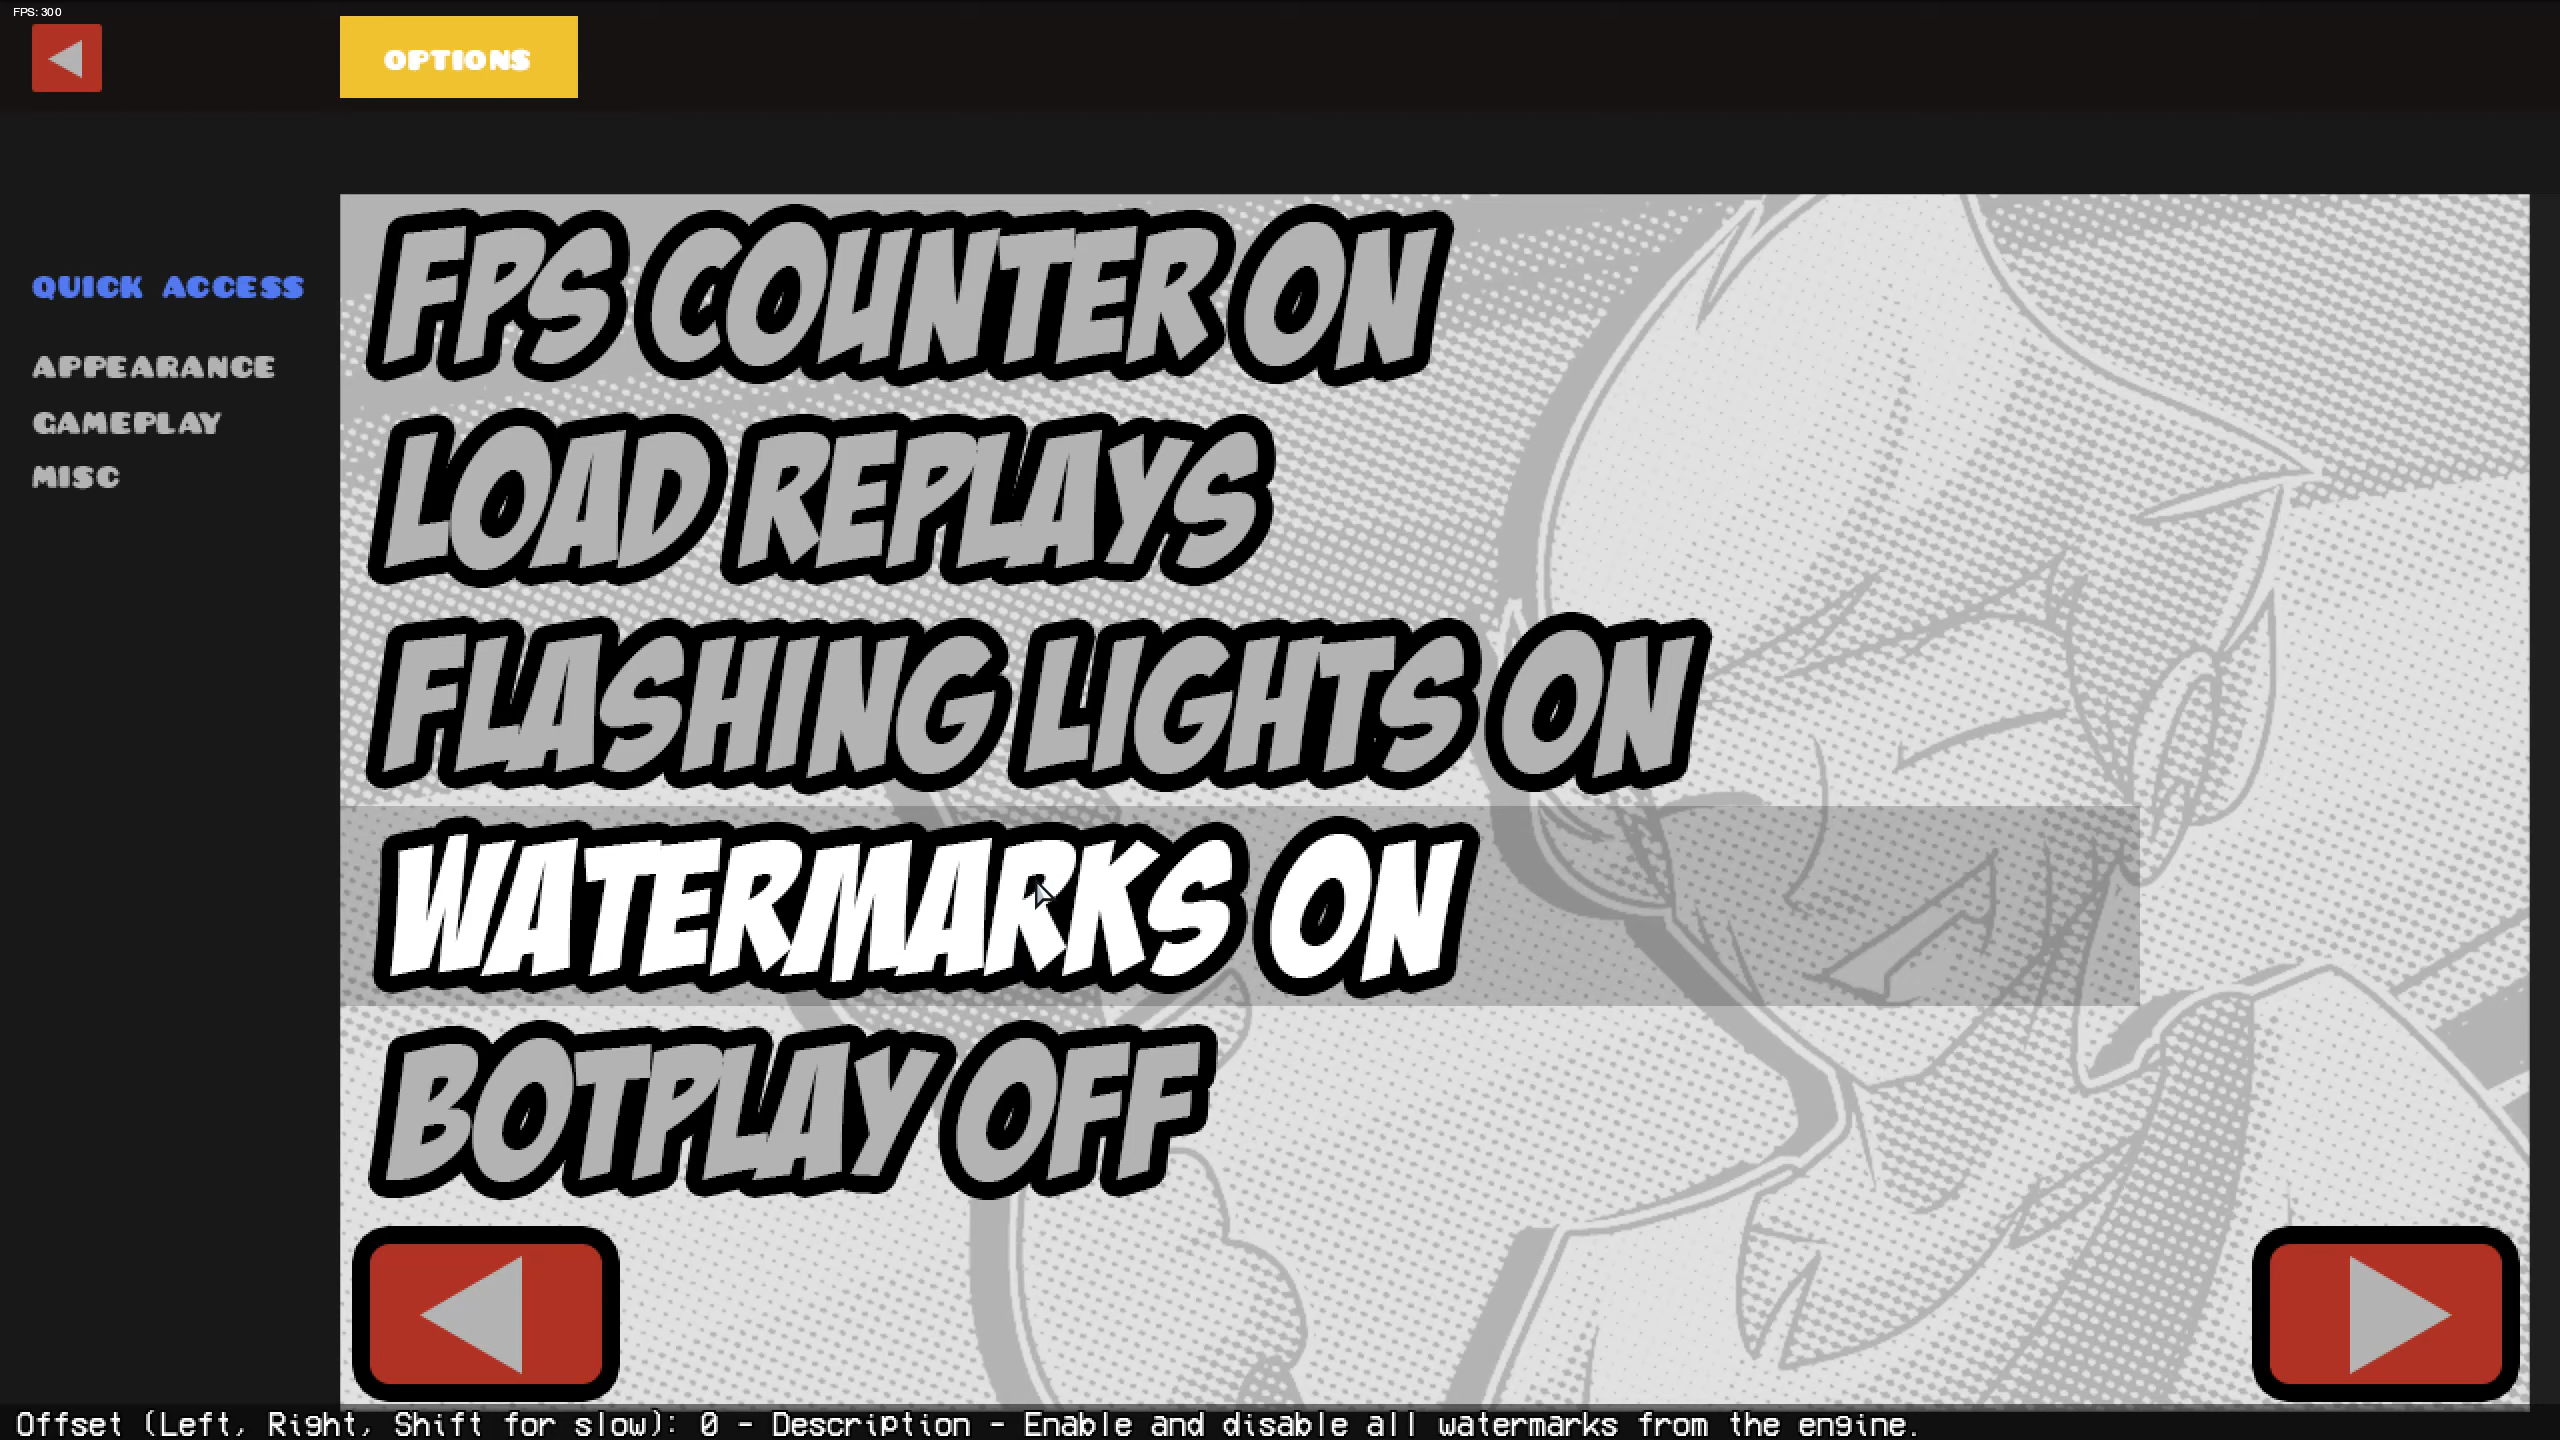 FPS: 300
OPTIONS
QUICK ACCESS
APPEARANCE
GAMEPLAY
MISC
FPS COUNTER ON
LOAD REPLAYS
FLASHING LIGHTS ON
WATERMARKS ON
BOTPLAY OFF
Offset (Left, Right, Shift for slow): 0 - Description - Enable and disable all watermarks from the engine.